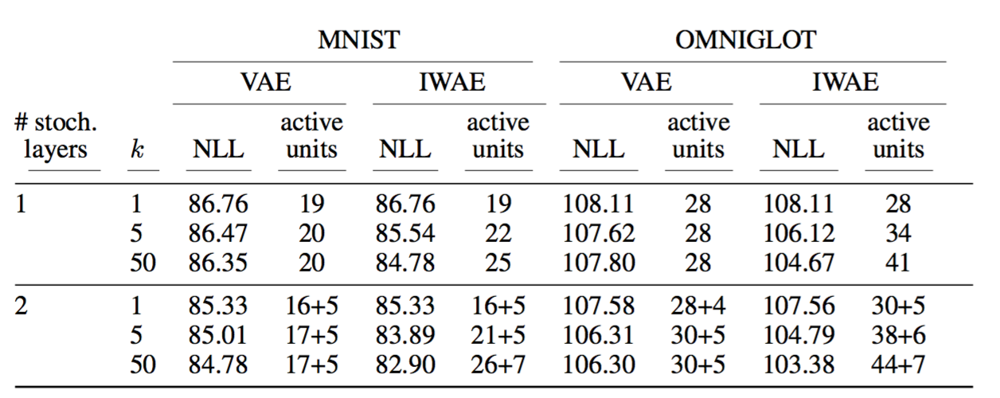 MNIST OMNIGLOT
VAE IWAE VAE IWAE
# stoch. active active active active
layers k NLL units NLL units NLL units NLL units
1 1 86.76 19 86.76 19 108.11 28 108.11 28
5 86.47 20 85.54 22 107.62 28 106.12 34
50 86.35 20 84.78 25 107.80 28 104.67 41
2 1 85.33 16+5 85.33 16+5 107.58 28+4 107.56 30+5
5 85.01 17+5 83.89 21+5 106.31 30+5 104.79 38+6
50 84.78 17+5 82.90 26+7 106.30 30+5 103.38 44+7